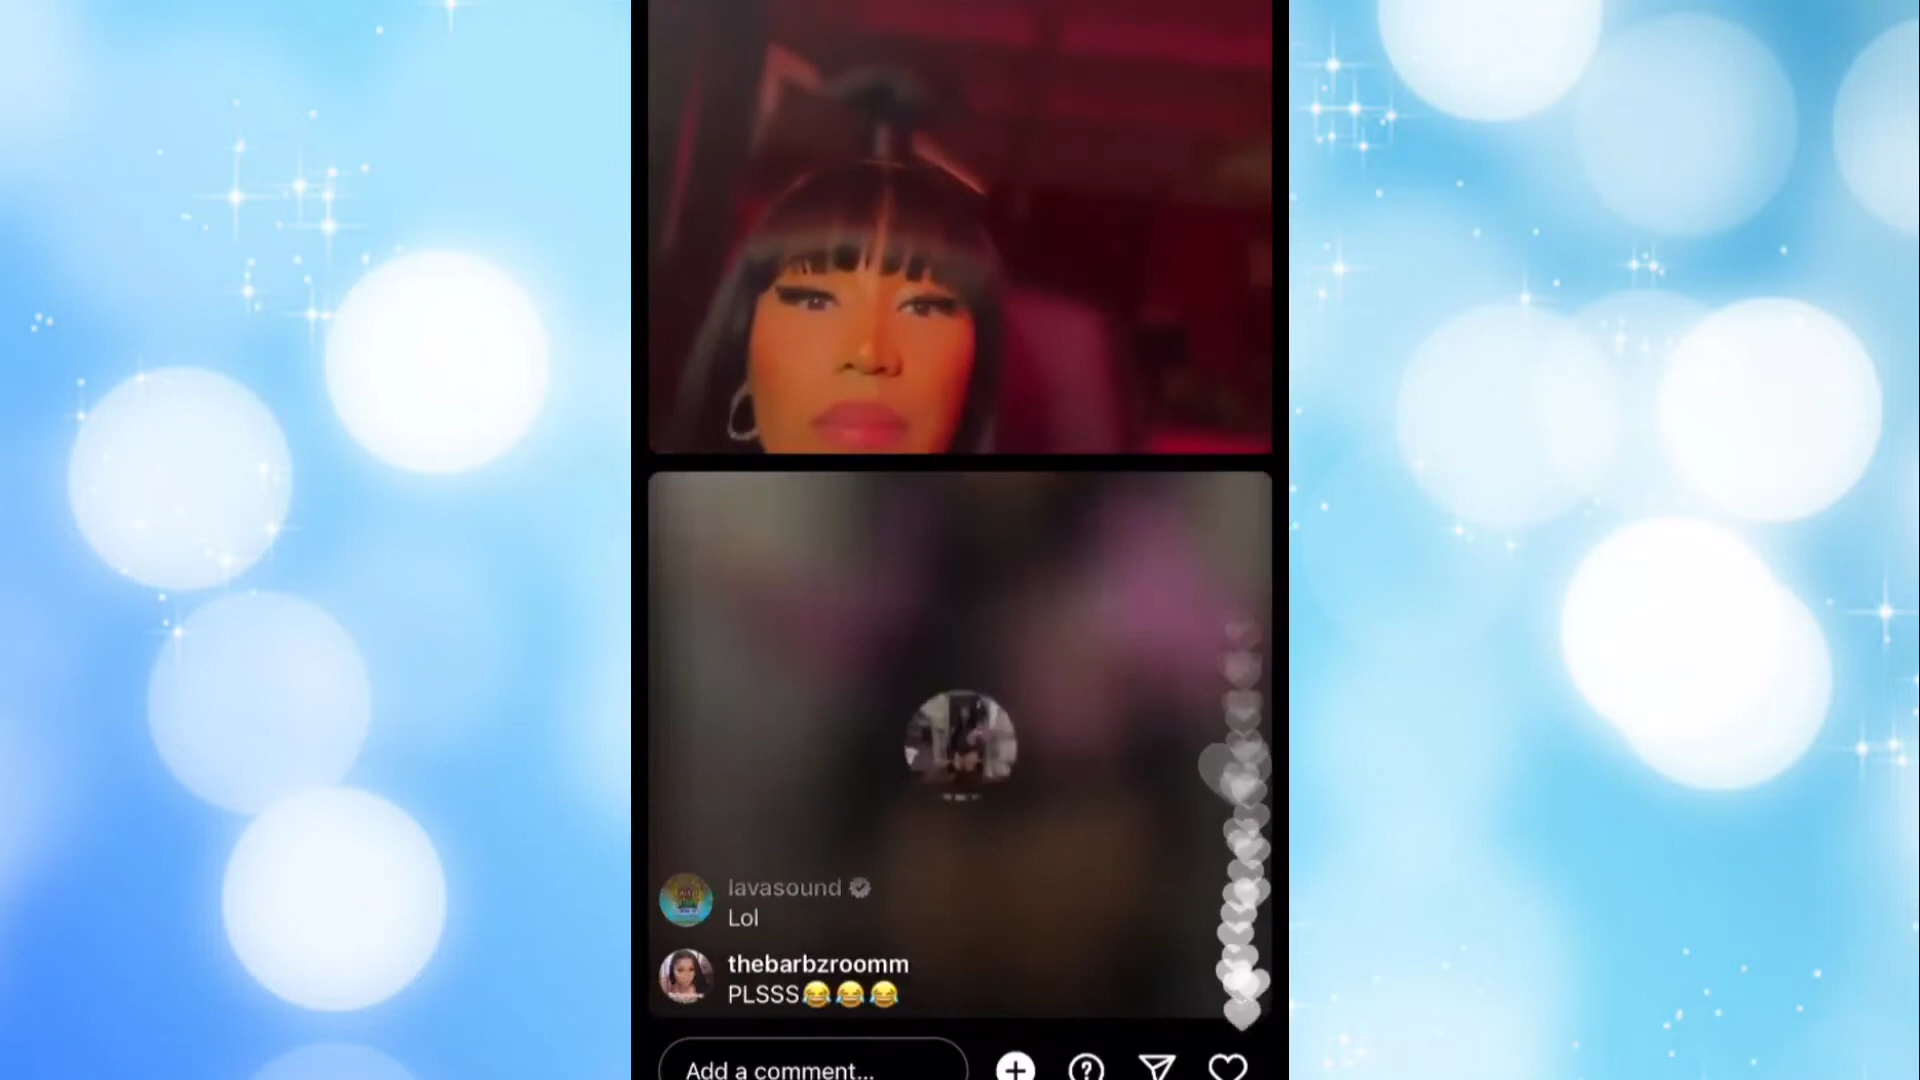 lavasound
Lol
thebarbzroomm
PLSSS😂😂😂
Add a comment...